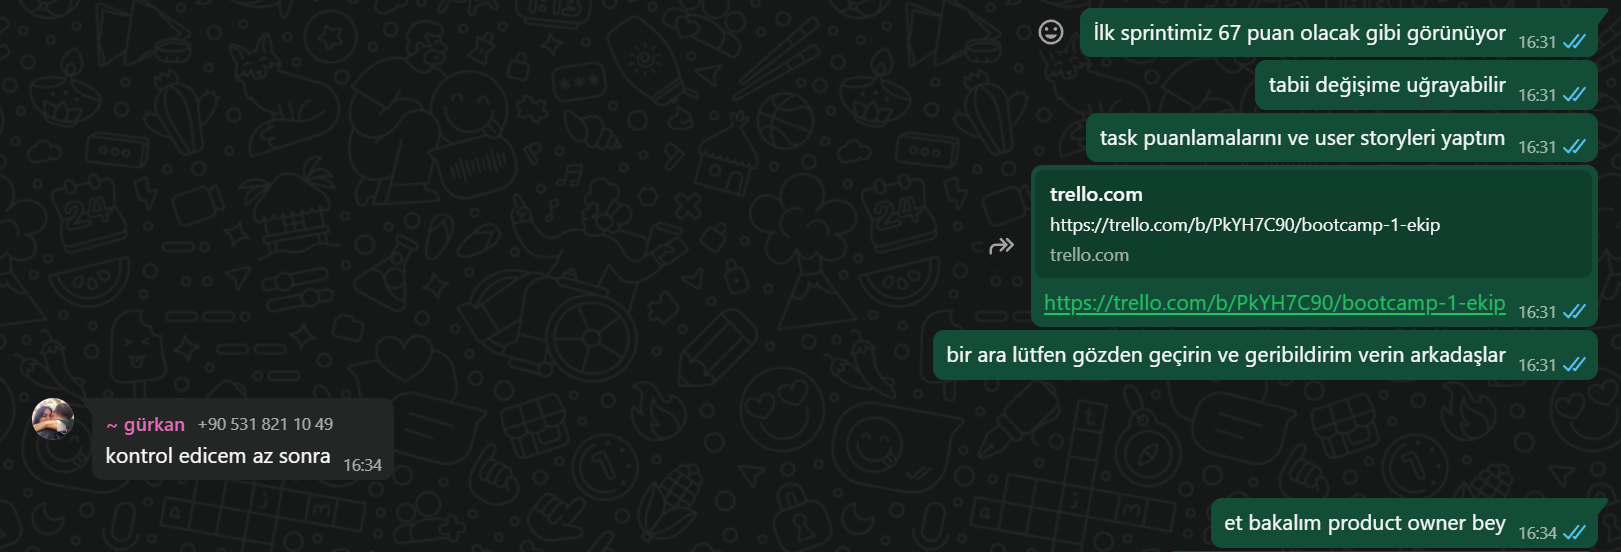 İlk sprintimiz 67 puan olacak gibi görünüyor 16:31
tabii değişime uğrayabilir 16:31
task puanlamalarını ve user storyleri yaptım 16:31
trello.com
https://trello.com/b/PkYH7C90/bootcamp-1-ekip
trello.com
https://trello.com/b/PkYH7C90/bootcamp-1-ekip 16:31
bir ara lütfen gözden geçirin ve geribildirim verin arkadaşlar 16:31
~ gürkan +90 531 821 10 49
kontrol edicem az sonra 16:34
et bakalım product owner bey 16:34